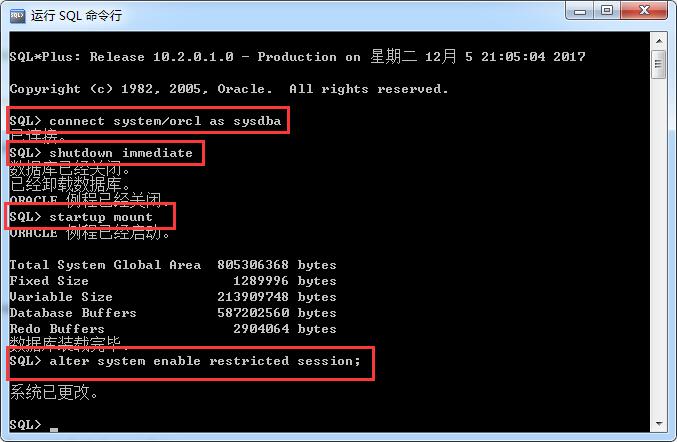 运行 SQL 命令行
SQL*Plus: Release 10.2.0.1.0 - Production on 星期二 12月 5 21:05:04 2017
Copyright (c) 1982, 2005, Oracle.  All rights reserved.
SQL> connect system/orcl as sysdba
已连接。
SQL> shutdown immediate
数据库已经关闭。
已经卸载数据库。
ORACLE 例程已经关闭。
SQL> startup mount
ORACLE 例程已经启动。
Total System Global Area  805306368 bytes
Fixed Size                  1289996 bytes
Variable Size             213909748 bytes
Database Buffers          587202560 bytes
Redo Buffers                2904064 bytes
数据库装载完毕。
SQL> alter system enable restricted session;
系统已更改。
SQL>